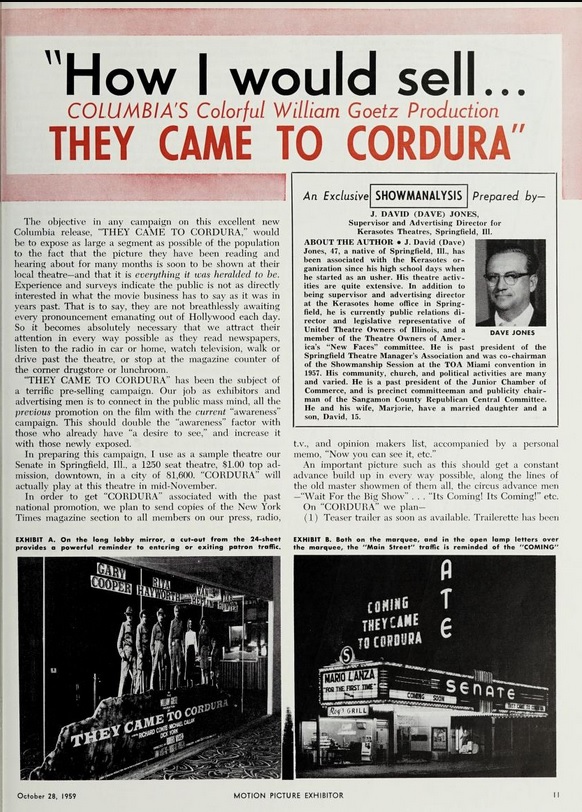 "How I would sell...
COLUMBIA'S Colorful William Goetz Production
THEY CAME TO CORDURA"
The objective in any campaign on this excellent new
Columbia release, "THEY CAME TO CORDURA," would
be to expose as large a segment as possible of the population
to the fact that the picture they have been reading and
hearing about for many months is soon to be shown at their
local theatre—and that it is everything it was heralded to be.
Experience and surveys indicate the public is not as directly
interested in what the movie business has to say as it was in
years past. That is to say, they are not breathlessly awaiting
every pronouncement emanating out of Hollywood each day.
So it becomes absolutely necessary that we attract their
attention in every way possible as they read newspapers,
listen to the radio in car or home, watch television, walk or
drive past the theatre, or stop at the magazine counter of
the corner drugstore or lunchroom.
"THEY CAME TO CORDURA" has been the subject of
a terrific pre-selling campaign. Our job as exhibitors and
advertising men is to connect in the public mind, all the
previous promotion on the film with the current "awareness"
campaign. This should double the "awareness" factor with
those who already have "a desire to see," and increase it
with those newly exposed.
In preparing this campaign, I use as a sample theatre our
Senate in Springfield, Ill., a 1250 seat theatre, $1.00 top ad-
mission, downtown, in a city of $1,600. "CORDURA" will
actually play at this theatre in mid-November.
In order to get "CORDURA" associated with the past
national promotion, we plan to send copies of the New York
Times magazine section to all members on our press, radio,
An Exclusive SHOWMANALYSIS Prepared by—
J. DAVID (DAVE) JONES,
Supervisor and Advertising Director for
Kerasotes Theatres, Springfield, Ill.
ABOUT THE AUTHOR • J. David (Dave)
Jones, 47, a native of Springfield, Ill., has
been associated with the Kerasotes or-
ganization since his high school days when
he started as an usher. His theatre activi-
ties are quite extensive. In addition to
being supervisor and advertising director
at the Kerasotes home office in Spring-
field, he is currently public relations di-
rector and legislative representative of
United Theatre Owners of Illinois, and a
member of the Theatre Owners of Amer-
ica's "New Faces" committee. He is past president of the
Springfield Theatre Manager's Association and was co-chairman
of the Showmanship Session at the TOA Miami convention in
1957. His community, church, and political activities are many
and varied. He is a past president of the Junior Chamber of
Commerce, and is precinct committeeman and publicity chair-
man of the Sangamon County Republican Central Committee.
He and his wife, Marjorie, have a married daughter and a
son, David, 15.
DAVE JONES
t.v., and opinion makers list, accompanied by a personal
memo, "Now you can see it, etc."
An important picture such as this should get a constant
advance build up in every way possible, along the lines of
the old master showmen of them all, the circus advance men
—"Wait For the Big Show" . . . "Its Coming! Its Coming!" etc.
On "CORDURA" we plan—
(1) Teaser trailer as soon as available. Trailerette has been
EXHIBIT A. On the long lobby mirror, a cut-out from the 24-sheet
provides a powerful reminder to entering or exiting patron traffic.
GARY
COOPER
RITA
HAYWORTH
VAN
HEFLIN
TAB
HUNTER
THEY CAME TO CORDURA
RICHARD CONTE MICHAEL CALLAN
DICK YORK
EXHIBIT B. Both on the marquee, and in the open lamp letters over
the marquee, the "Main Street" traffic is reminded of the "COMING"
A
T
E
COMING
THEY CAME
TO CORDURA
S
MARIO LANZA
"FOR THE FIRST TIME"
COMING SOON
SENATE
THEY CAME TO CORDURA
Roy's GRILL
October 28, 1959
MOTION PICTURE EXHIBITOR
11